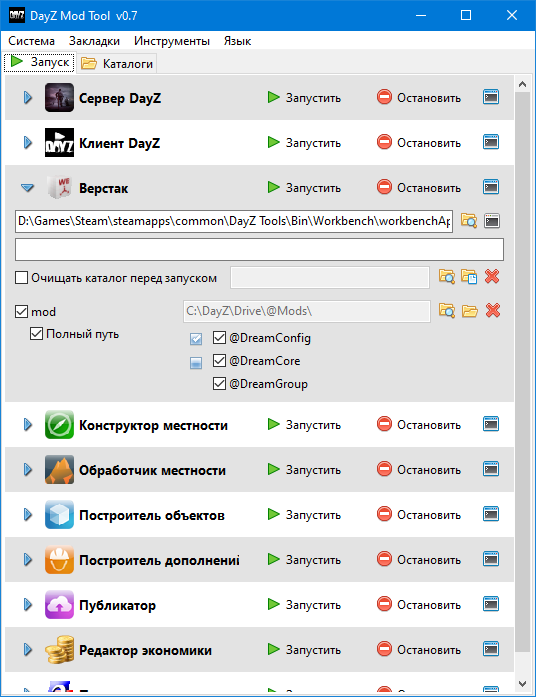 DayZ Mod Tool v0.7
Система Закладки Инструменты Язык
Запуск Каталоги
Сервер DayZ Запустить Остановить
Клиент DayZ Запустить Остановить
Верстак Запустить Остановить
D:\Games\Steam\steamapps\common\DayZ Tools\Bin\Workbench\workbenchAp
Очищать каталог перед запуском
mod C:\DayZ\Drive\@Mods\
Полный путь @DreamConfig
@DreamCore
@DreamGroup
Конструктор местности Запустить Остановить
Обработчик местности Запустить Остановить
Построитель объектов Запустить Остановить
Построитель дополнений Запустить Остановить
Публикатор Запустить Остановить
Редактор экономики Запустить Остановить